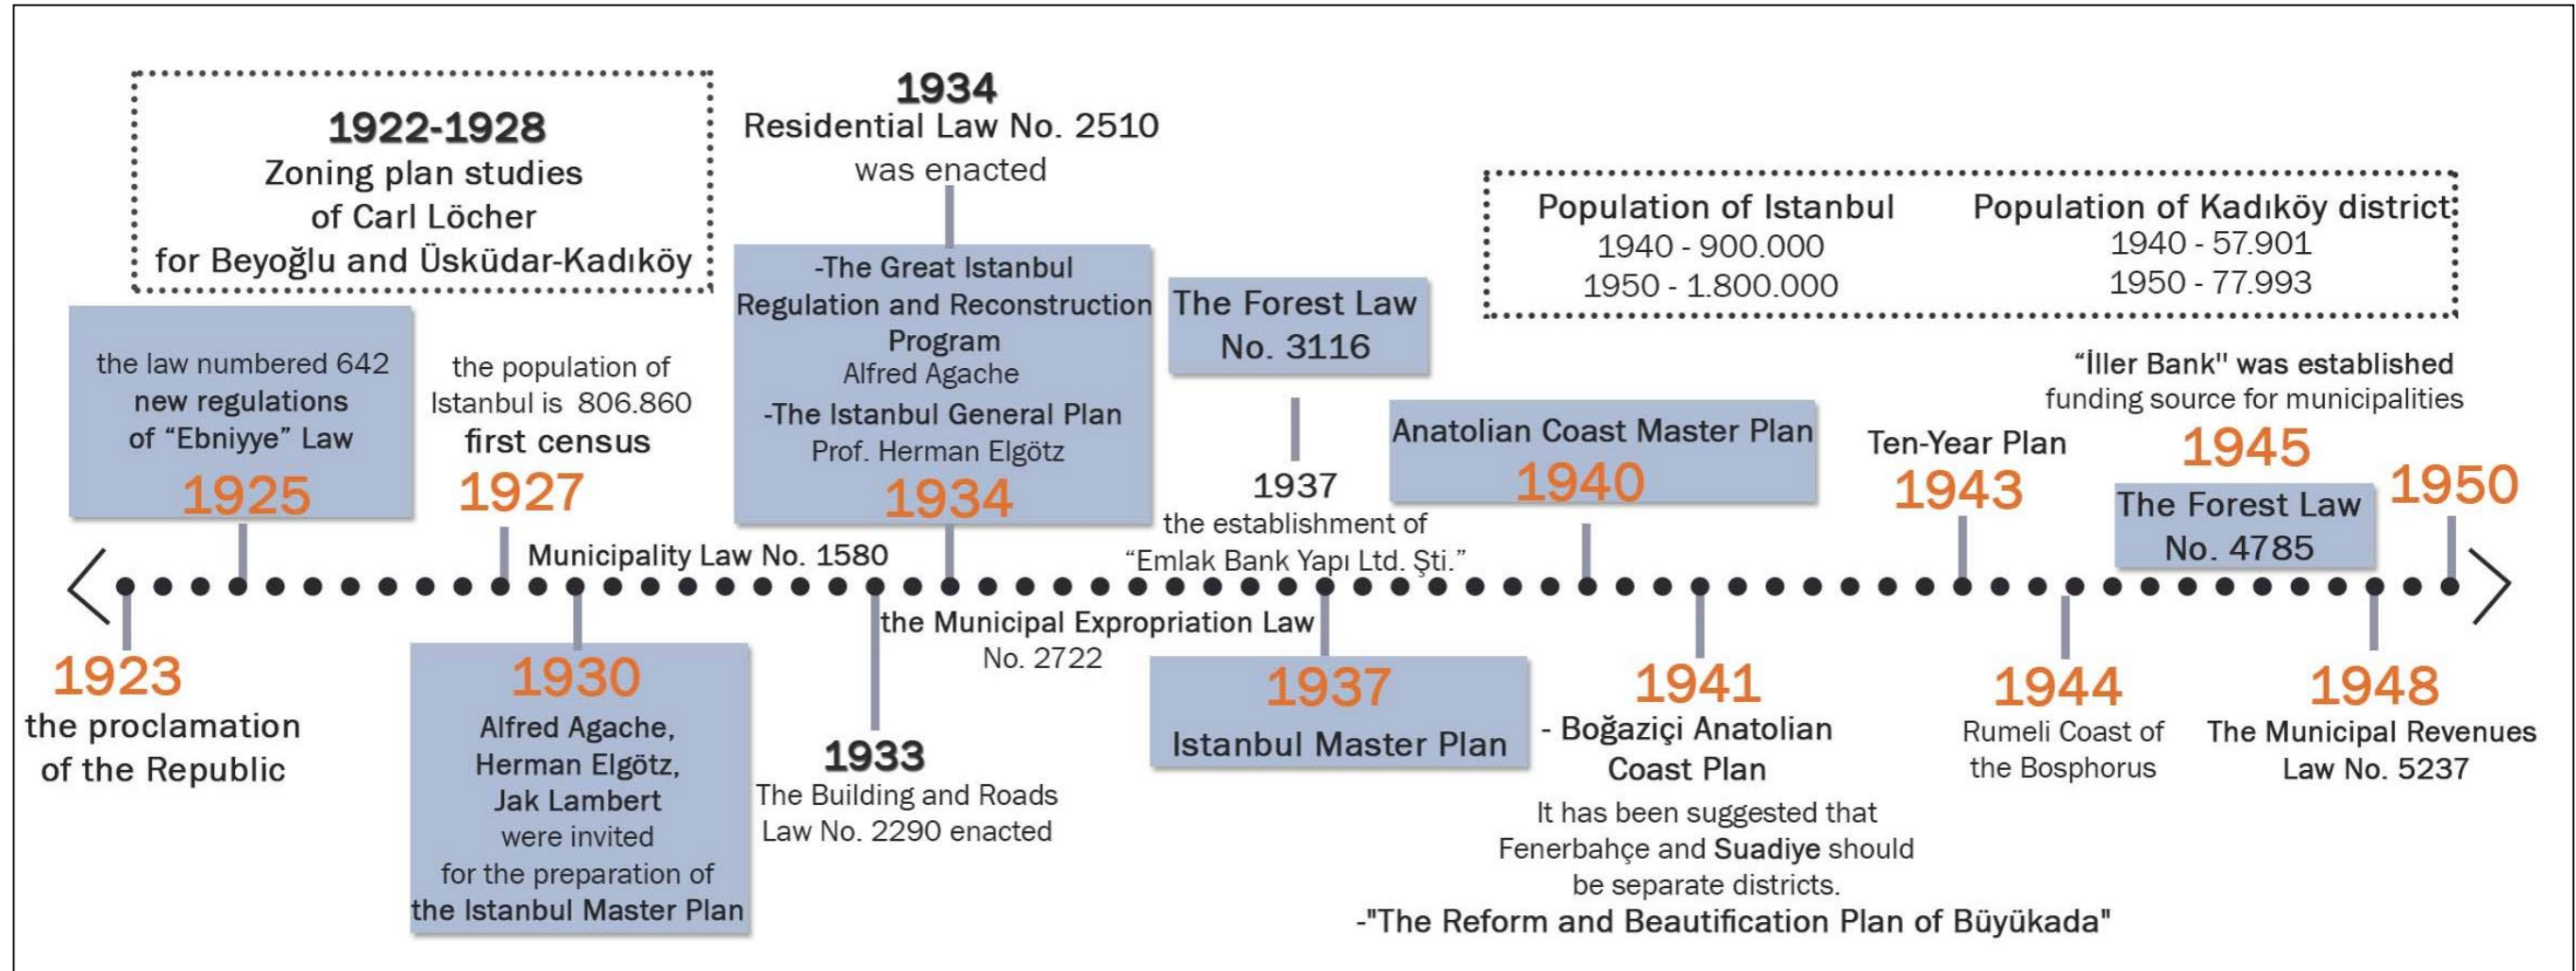 1922-1928
Zoning plan studies
of Carl Löcher
for Beyoğlu and Üsküdar-Kadıköy
1934
Residential Law No. 2510
was enacted
Population of Istanbul
1940 - 900.000
1950 - 1.800.000
Population of Kadıköy district
1940 - 57.901
1950 - 77.993
the law numbered 642
new regulations
of “Ebniyye” Law
1925
the population of
Istanbul is 806.860
first census
1927
-The Great Istanbul
Regulation and Reconstruction
Program
Alfred Agache
-The Istanbul General Plan
Prof. Herman Elgötz
1934
The Forest Law
No. 3116
1937
the establishment of
“Emlak Bank Yapı Ltd. Şti.”
Anatolian Coast Master Plan
1940
Ten-Year Plan
1943
“İller Bank" was established
funding source for municipalities
1945
The Forest Law
No. 4785
1950
Municipality Law No. 1580
1923
the proclamation
of the Republic
1930
Alfred Agache,
Herman Elgötz,
Jak Lambert
were invited
for the preparation of
the Istanbul Master Plan
1933
The Building and Roads
Law No. 2290 enacted
the Municipal Expropriation Law
No. 2722
1937
Istanbul Master Plan
1941
- Boğaziçi Anatolian
Coast Plan
It has been suggested that
Fenerbahçe and Suadiye should
be separate districts.
-"The Reform and Beautification Plan of Büyükada"
1944
Rumeli Coast of
the Bosphorus
1948
The Municipal Revenues
Law No. 5237